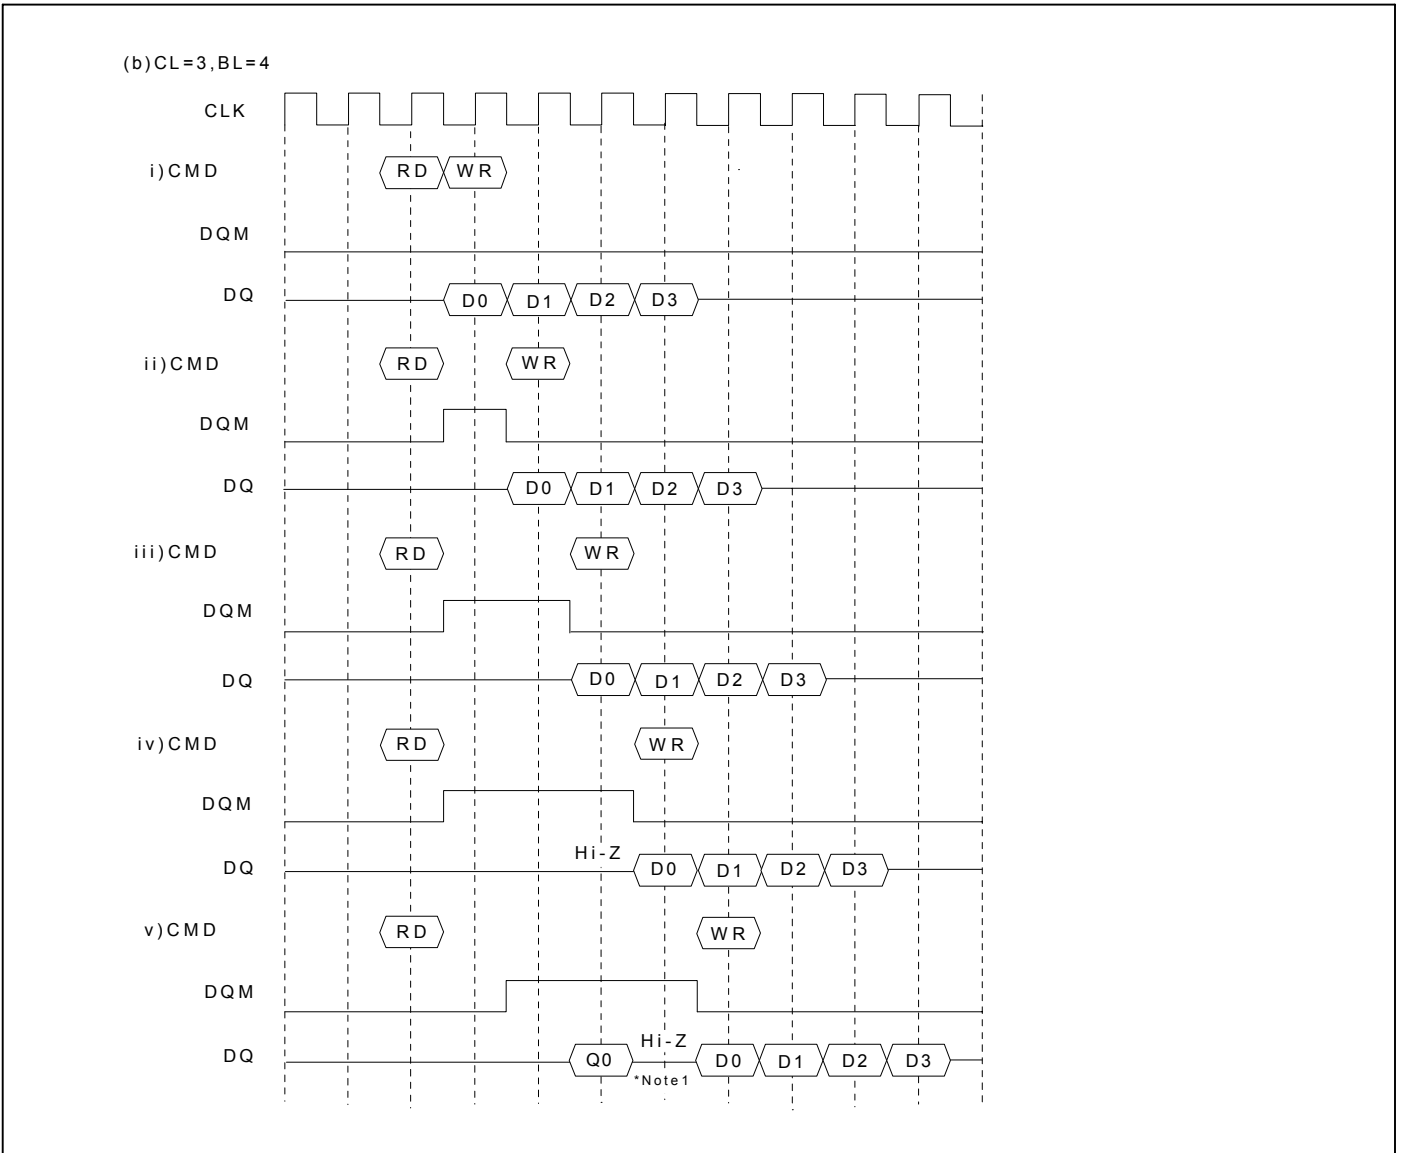 (b)CL=3,BL=4
CLK
i)CMD RD WR
DQM
DQ D0 D1 D2 D3
ii)CMD RD WR
DQM
DQ D0 D1 D2 D3
iii)CMD RD WR
DQM
DQ D0 D1 D2 D3
iv)CMD RD WR
DQM
Hi-Z
DQ D0 D1 D2 D3
v)CMD RD WR
DQM
Hi-Z
DQ Q0 D0 D1 D2 D3
*Note1